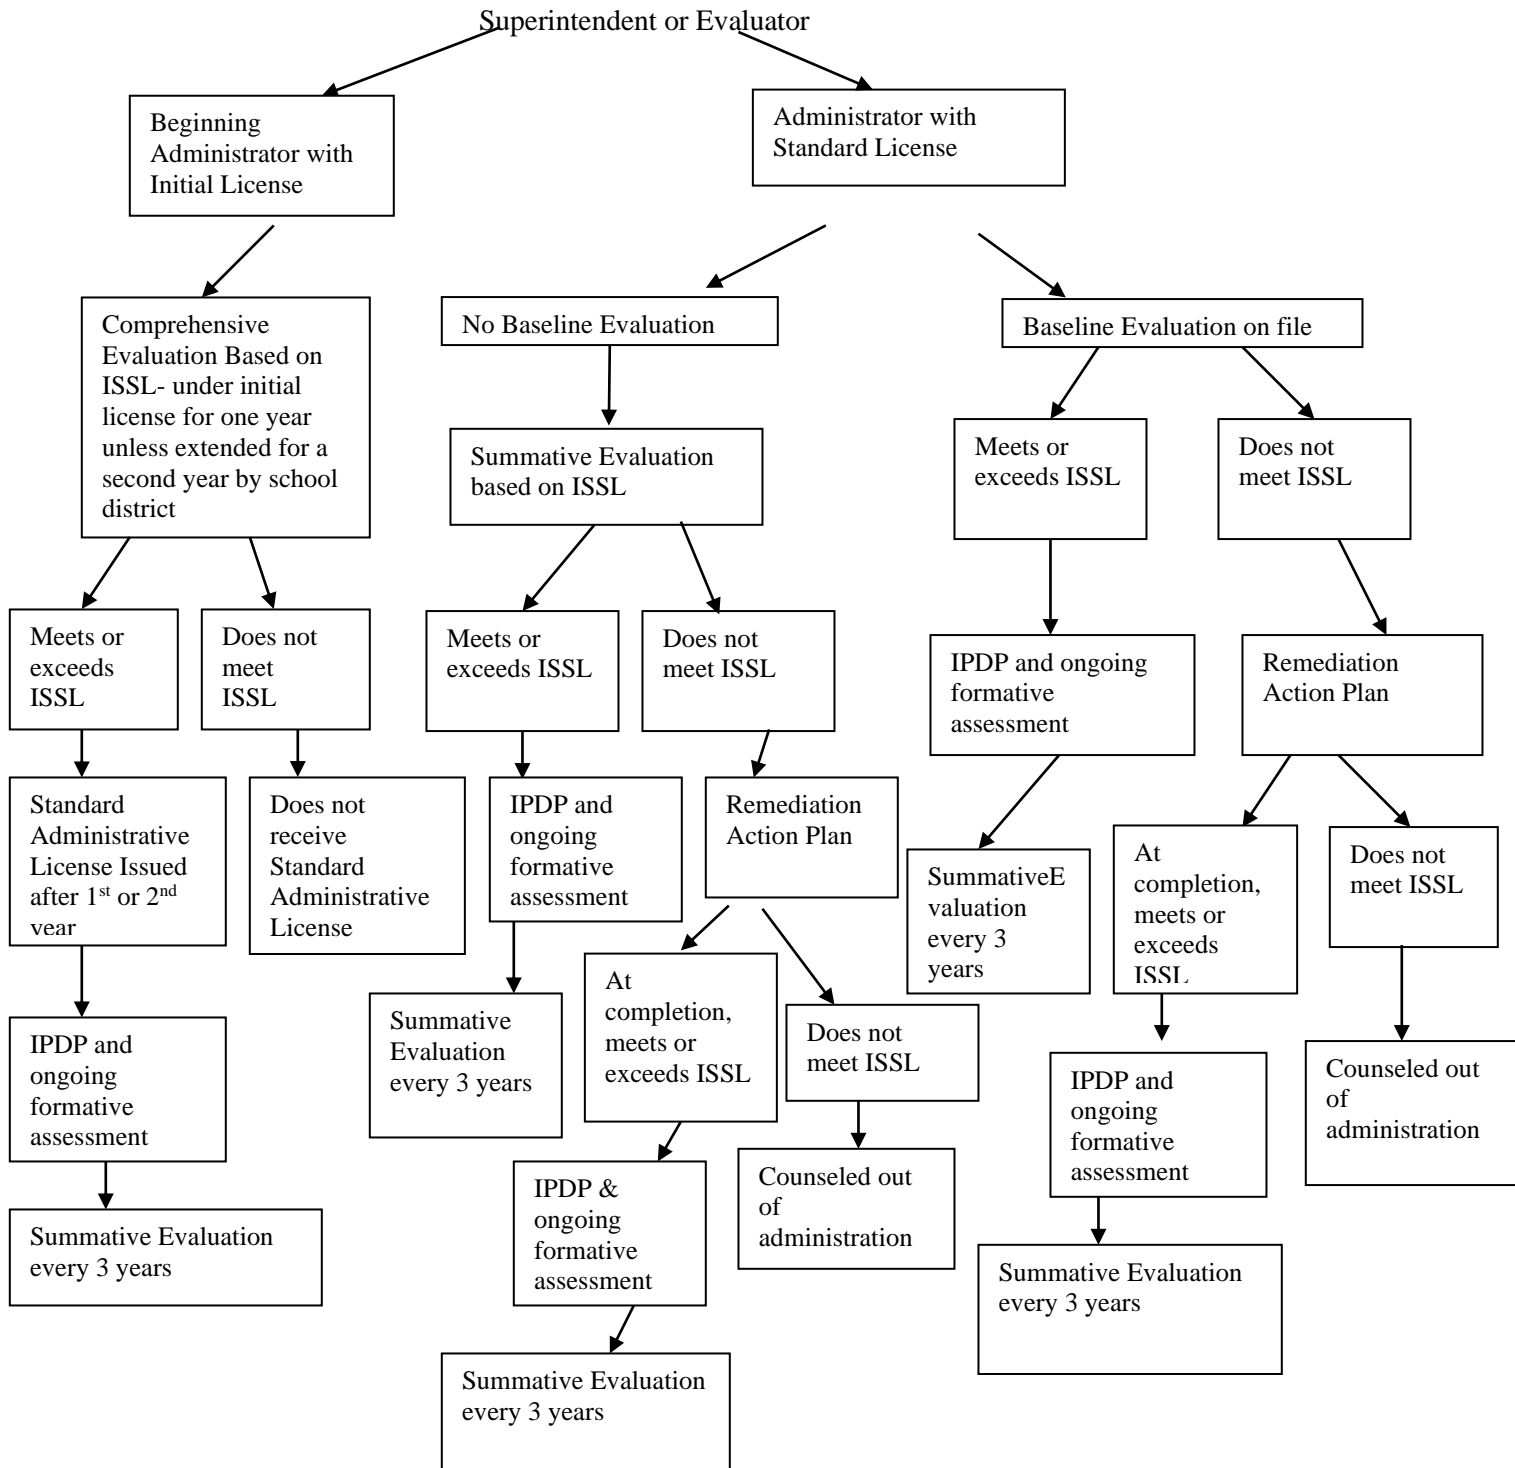 Superintendent or Evaluator
Beginning
Administrator with
Initial License
Administrator with
Standard License
Comprehensive
Evaluation Based on
ISSL- under initial
license for one year
unless extended for a
second year by school
district
No Baseline Evaluation
Baseline Evaluation on file
Summative Evaluation
based on ISSL
Meets or
exceeds ISSL
Does not
meet ISSL
Meets or
exceeds
ISSL
Does not
meet
ISSL
Meets or
exceeds ISSL
Does not
meet ISSL
IPDP and ongoing
formative
assessment
Remediation
Action Plan
Standard
Administrative
License Issued
after 1st or 2nd
year
Does not
receive
Standard
Administrative
License
IPDP and
ongoing
formative
assessment
Remediation
Action Plan
SummativeE
valuation
every 3
years
At
completion,
meets or
exceeds
ISSL
Does not
meet ISSL
IPDP and
ongoing
formative
assessment
Summative
Evaluation
every 3 years
At
completion,
meets or
exceeds ISSL
Does not
meet ISSL
IPDP and
ongoing
formative
assessment
Counseled out
of
administration
Summative Evaluation
every 3 years
IPDP &
ongoing
formative
assessment
Counseled out
of
administration
Summative Evaluation
every 3 years
Summative Evaluation
every 3 years